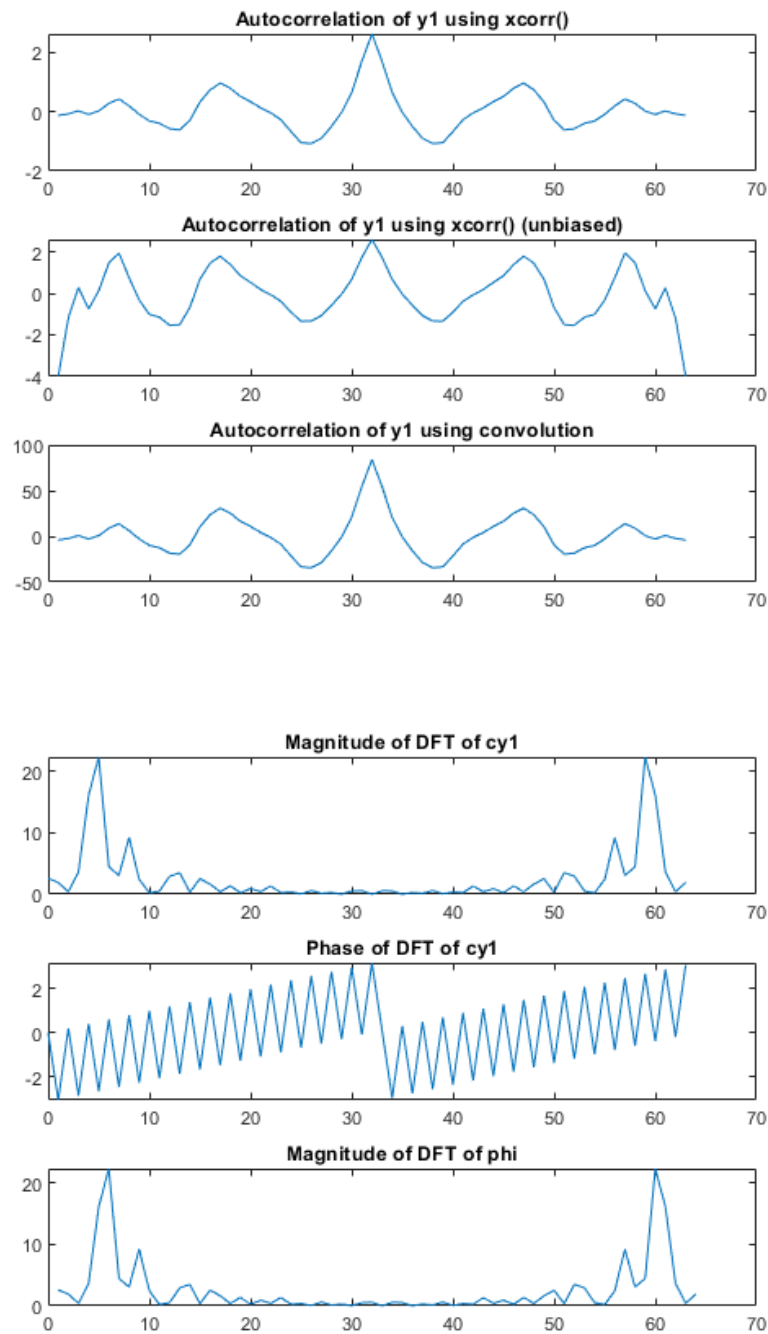 Autocorrelation of y1 using xcorr()
2
0
-2
0 10 20 30 40 50 60 70
Autocorrelation of y1 using xcorr() (unbiased)
2
0
-2
-4
0 10 20 30 40 50 60 70
Autocorrelation of y1 using convolution
100
50
0
-50
0 10 20 30 40 50 60 70
Magnitude of DFT of cy1
20
10
0
0 10 20 30 40 50 60 70
Phase of DFT of cy1
2
0
-2
0 10 20 30 40 50 60 70
Magnitude of DFT of phi
20
10
0
0 10 20 30 40 50 60 70